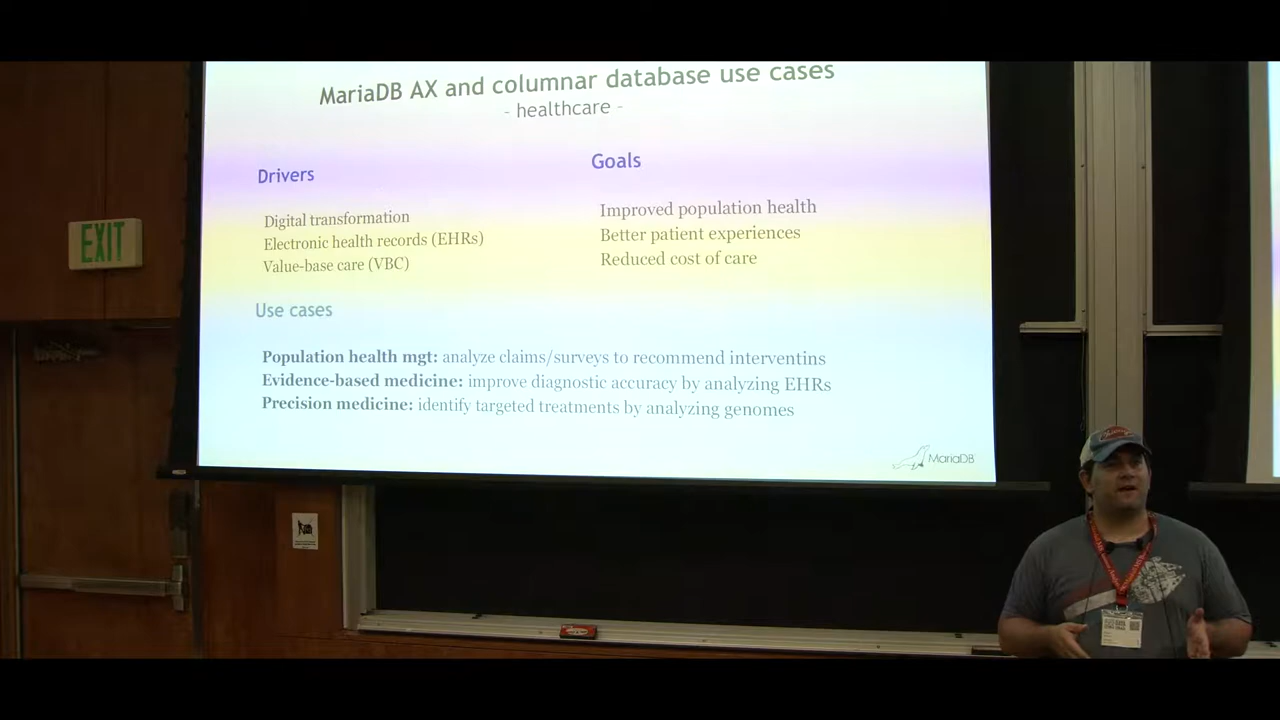 MariaDB AX and columnar database use cases
- healthcare -
Drivers
Digital transformation
Electronic health records (EHRs)
Value-base care (VBC)
Goals
Improved population health
Better patient experiences
Reduced cost of care
Use cases
Population health mgt: analyze claims/surveys to recommend interventins
Evidence-based medicine: improve diagnostic accuracy by analyzing EHRs
Precision medicine: identify targeted treatments by analyzing genomes
MariaDB
EXIT